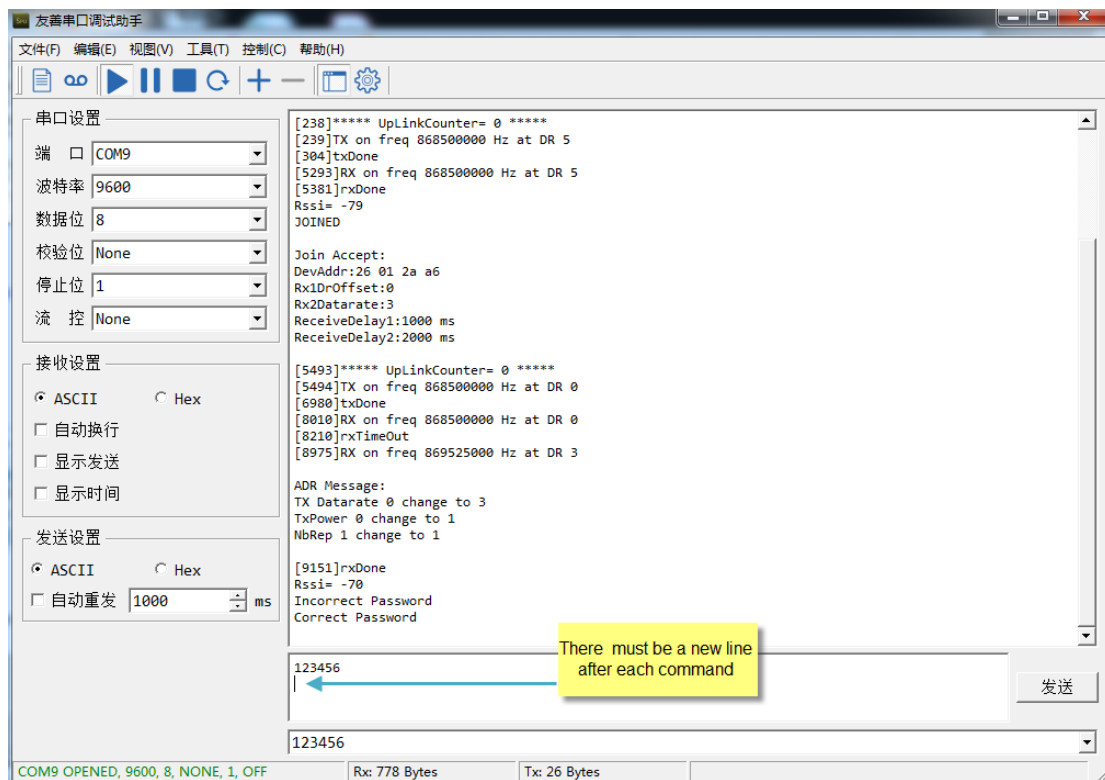 友善串口调试助手
文件(F) 编辑(E) 视图(V) 工具(T) 控制(C) 帮助(H)
串口设置
端 口 COM9
波特率 9600
数据位 8
校验位 None
停止位 1
流 控 None
接收设置
ASCII Hex
自动换行
显示发送
显示时间
发送设置
ASCII Hex
自动重发 1000 ms
[238]***** UpLinkCounter= 0 *****
[239]TX on freq 868500000 Hz at DR 5
[304]txDone
[5293]RX on freq 868500000 Hz at DR 5
[5381]rxDone
Rssi= -79
JOINED
Join Accept:
DevAddr:26 01 2a a6
Rx1DrOffset:0
Rx2Datarate:3
ReceiveDelay1:1000 ms
ReceiveDelay2:2000 ms
[5493]***** UpLinkCounter= 0 *****
[5494]TX on freq 868500000 Hz at DR 0
[6980]txDone
[8010]RX on freq 868500000 Hz at DR 0
[8210]rxTimeOut
[8975]RX on freq 869525000 Hz at DR 3
ADR Message:
TX Datarate 0 change to 3
TxPower 0 change to 1
NbRep 1 change to 1
[9151]rxDone
Rssi= -70
Incorrect Password
Correct Password
There must be a new line
after each command
123456
发送
123456
COM9 OPENED, 9600, 8, NONE, 1, OFF Rx: 778 Bytes Tx: 26 Bytes